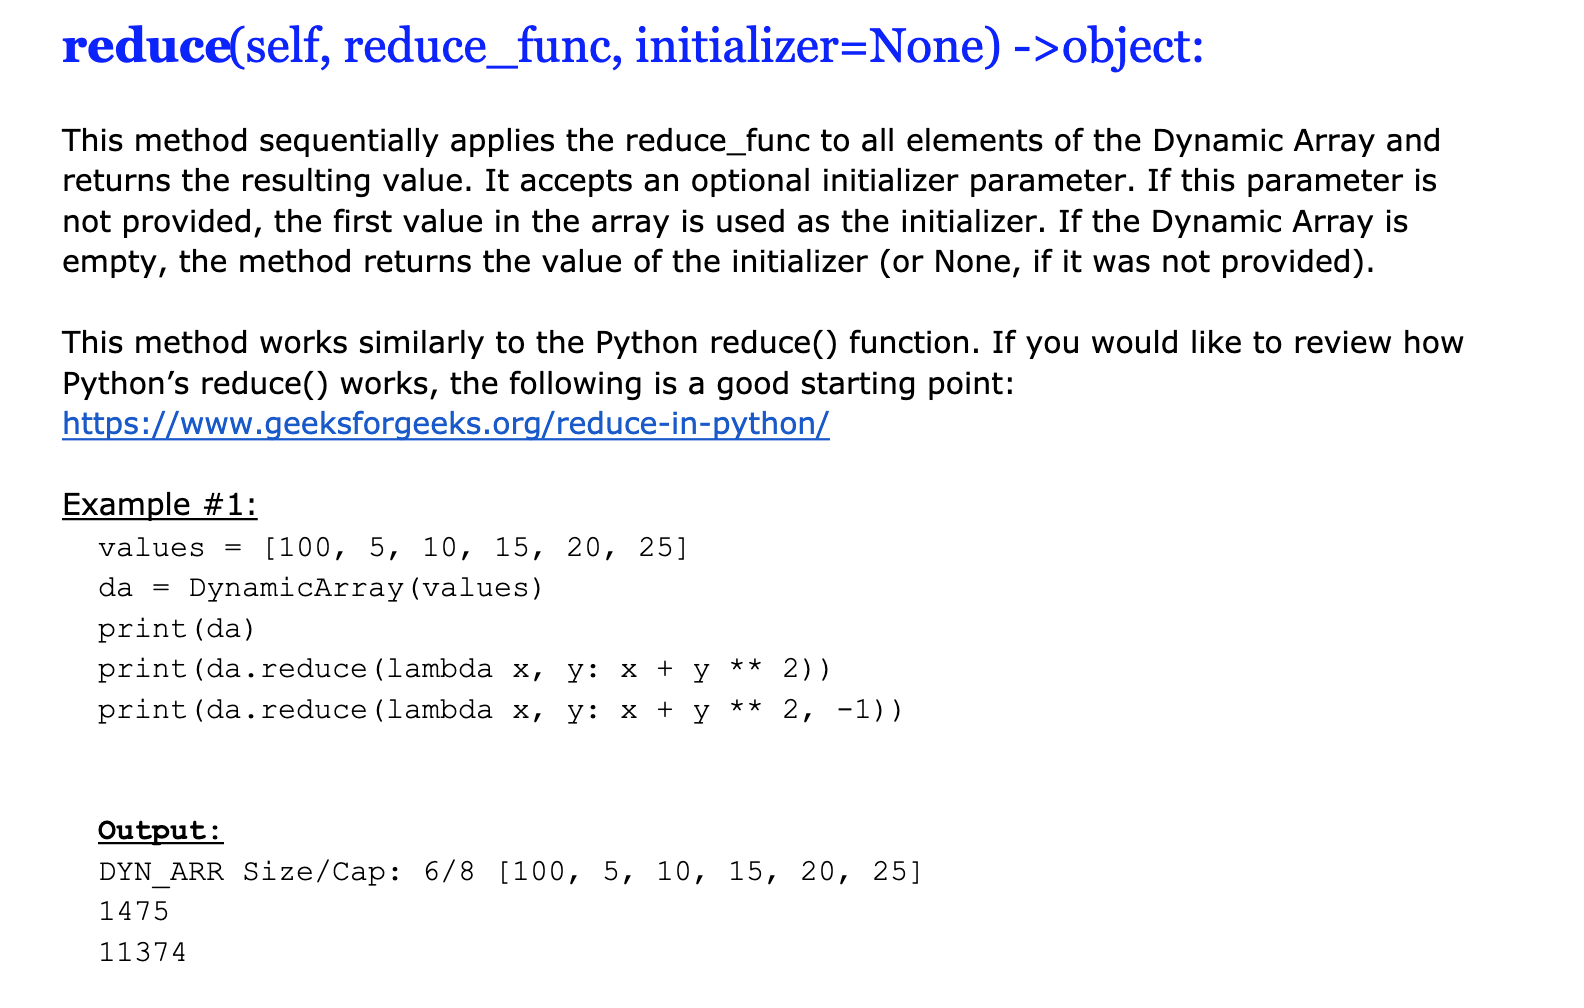 reduce(self, reduce_func, initializer=None) ->object:
This method sequentially applies the reduce_func to all elements of the Dynamic Array and
returns the resulting value. It accepts an optional initializer parameter. If this parameter is
not provided, the first value in the array is used as the initializer. If the Dynamic Array is
empty, the method returns the value of the initializer (or None, if it was not provided).
This method works similarly to the Python reduce() function. If you would like to review how
Python’s reduce() works, the following is a good starting point:
https://www.geeksforgeeks.org/reduce-in-python/
Example #1:
values = [100, 5, 10, 15, 20, 25]
da = DynamicArray(values)
print(da)
print(da.reduce(lambda x, y: x + y ** 2))
print(da.reduce(lambda x, y: x + y ** 2, -1))
Output:
DYN_ARR Size/Cap: 6/8 [100, 5, 10, 15, 20, 25]
1475
11374